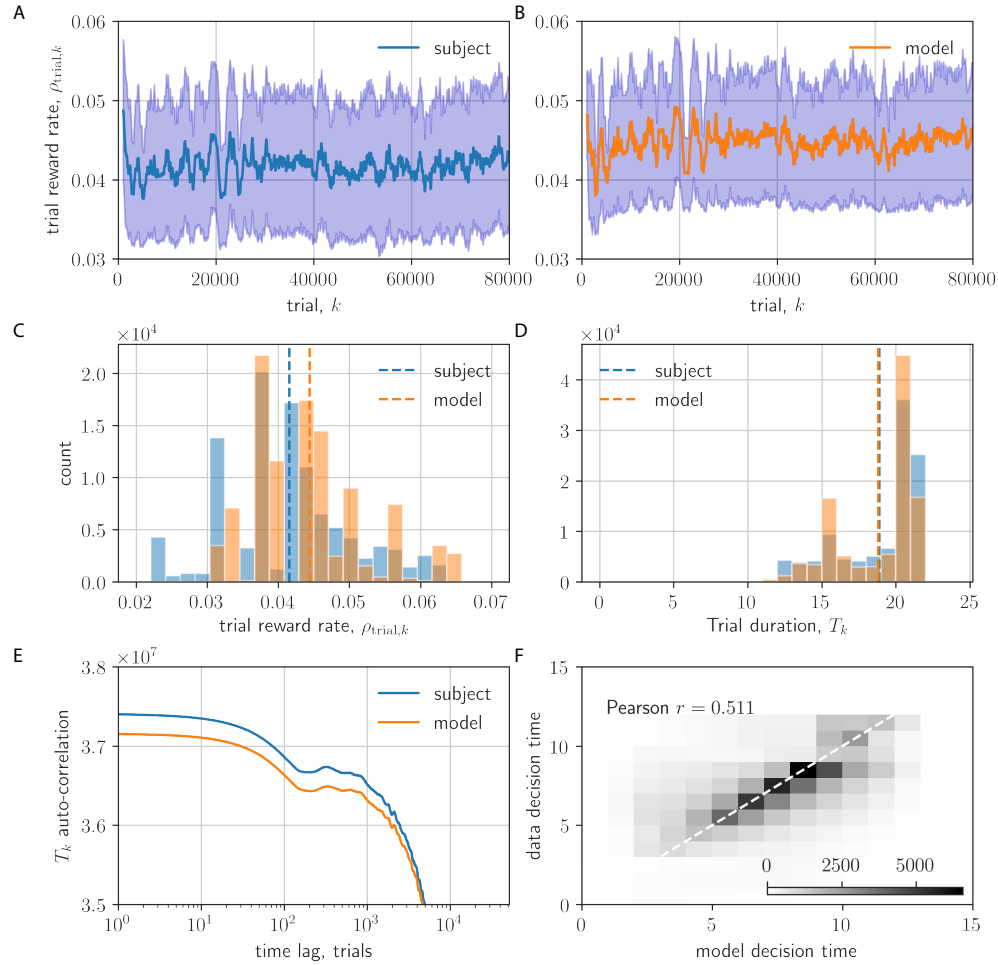 A
B
0.06
0.05
0.04
0.03
trial reward rate, ρtrial,k
subject
0
20000
40000
60000
80000
trial, k
0.06
0.05
0.04
0.03
model
0
20000
40000
60000
80000
trial, k
C
D
×10⁴
2.0
1.5
1.0
0.5
0.0
count
subject
model
0.02
0.03
0.04
0.05
0.06
0.07
trial reward rate, ρtrial,k
×10⁴
4
3
2
1
0
subject
model
0
5
10
15
20
25
Trial duration, Tk
E
F
×10⁷
3.8
3.7
3.6
3.5
Tk auto-correlation
subject
model
10⁰
10¹
10²
10³
10⁴
time lag, trials
15
10
5
0
data decision time
Pearson r = 0.511
0
2500
5000
0
5
10
15
model decision time